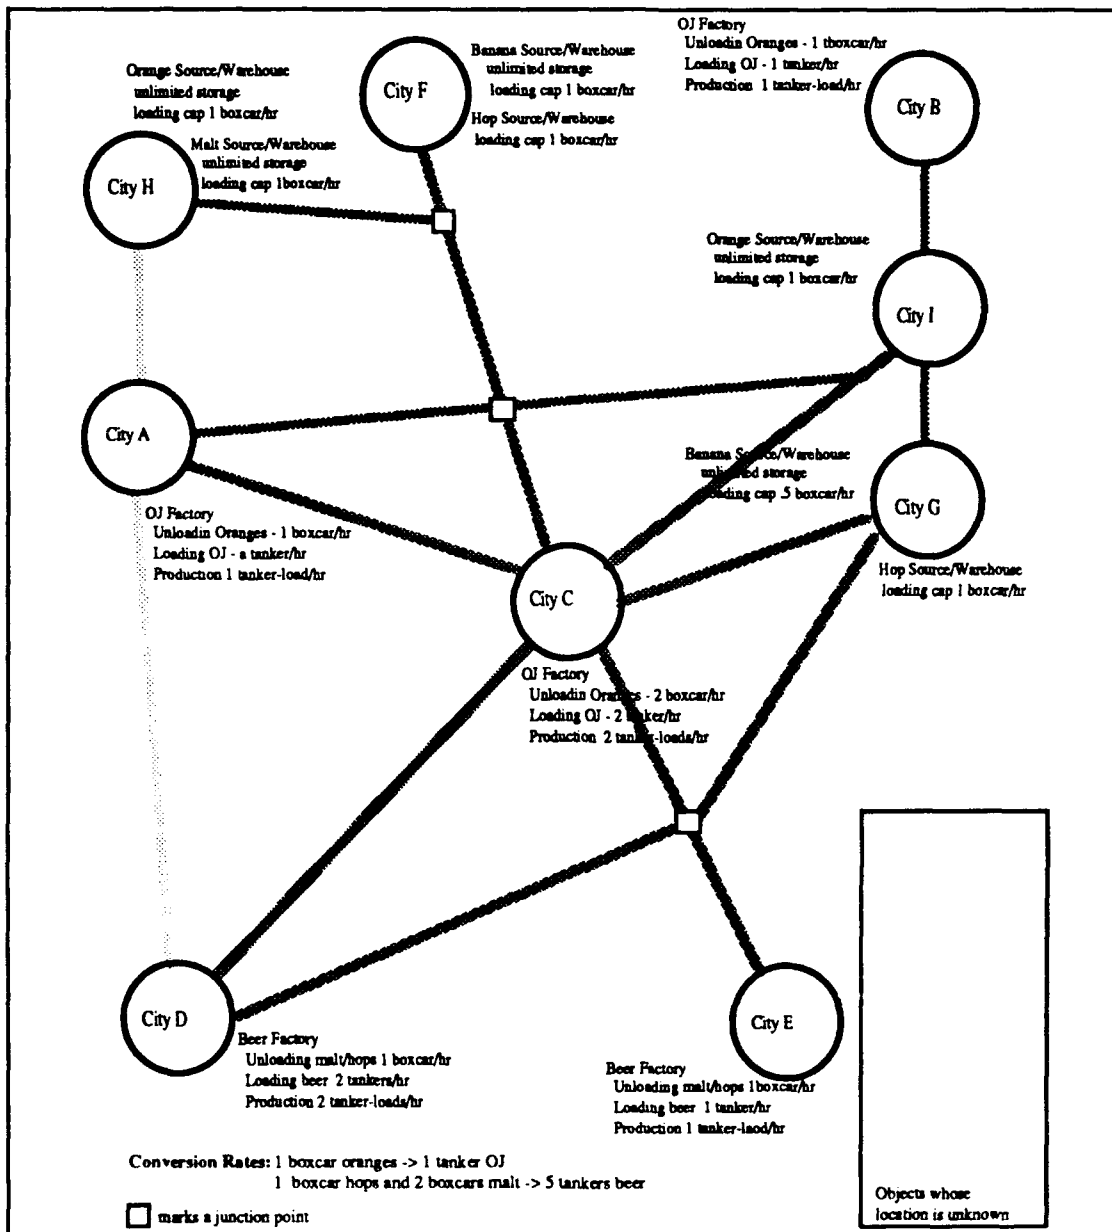 OJ Factory
Unloadin Oranges - 1 tboxcar/hr
Loading OJ - 1 tanker/hr
Production 1 tanker-load/hr
City B
Banana Source/Warehouse
unlimited storage
loading cap 1 boxcar/hr
Hop Source/Warehouse
loading cap 1 boxcar/hr
City F
Orange Source/Warehouse
unlimited storage
loading cap 1 boxcar/hr
Malt Source/Warehouse
unlimited storage
loading cap 1boxcar/hr
City H
Orange Source/Warehouse
unlimited storage
loading cap 1 boxcar/hr
City I
City A
OJ Factory
Unloadin Oranges - 1 boxcar/hr
Loading OJ - a tanker/hr
Production 1 tanker-load/hr
Banana Source/Warehouse
unlimited storage
loading cap .5 boxcar/hr
City G
Hop Source/Warehouse
loading cap 1 boxcar/hr
City C
OJ Factory
Unloadin Oranges - 2 boxcar/hr
Loading OJ - 2 tanker/hr
Production 2 tanker-loads/hr
City D
Beer Factory
Unloading malt/hops 1 boxcar/hr
Loading beer 2 tankers/hr
Production 2 tanker-loads/hr
City E
Beer Factory
Unloading malt/hops 1boxcar/hr
Loading beer 1 tanker/hr
Production 1 tanker-laod/hr
Conversion Rates: 1 boxcar oranges -> 1 tanker OJ
1 boxcar hops and 2 boxcars malt -> 5 tankers beer
marks a junction point
Objects whose
location is unknown